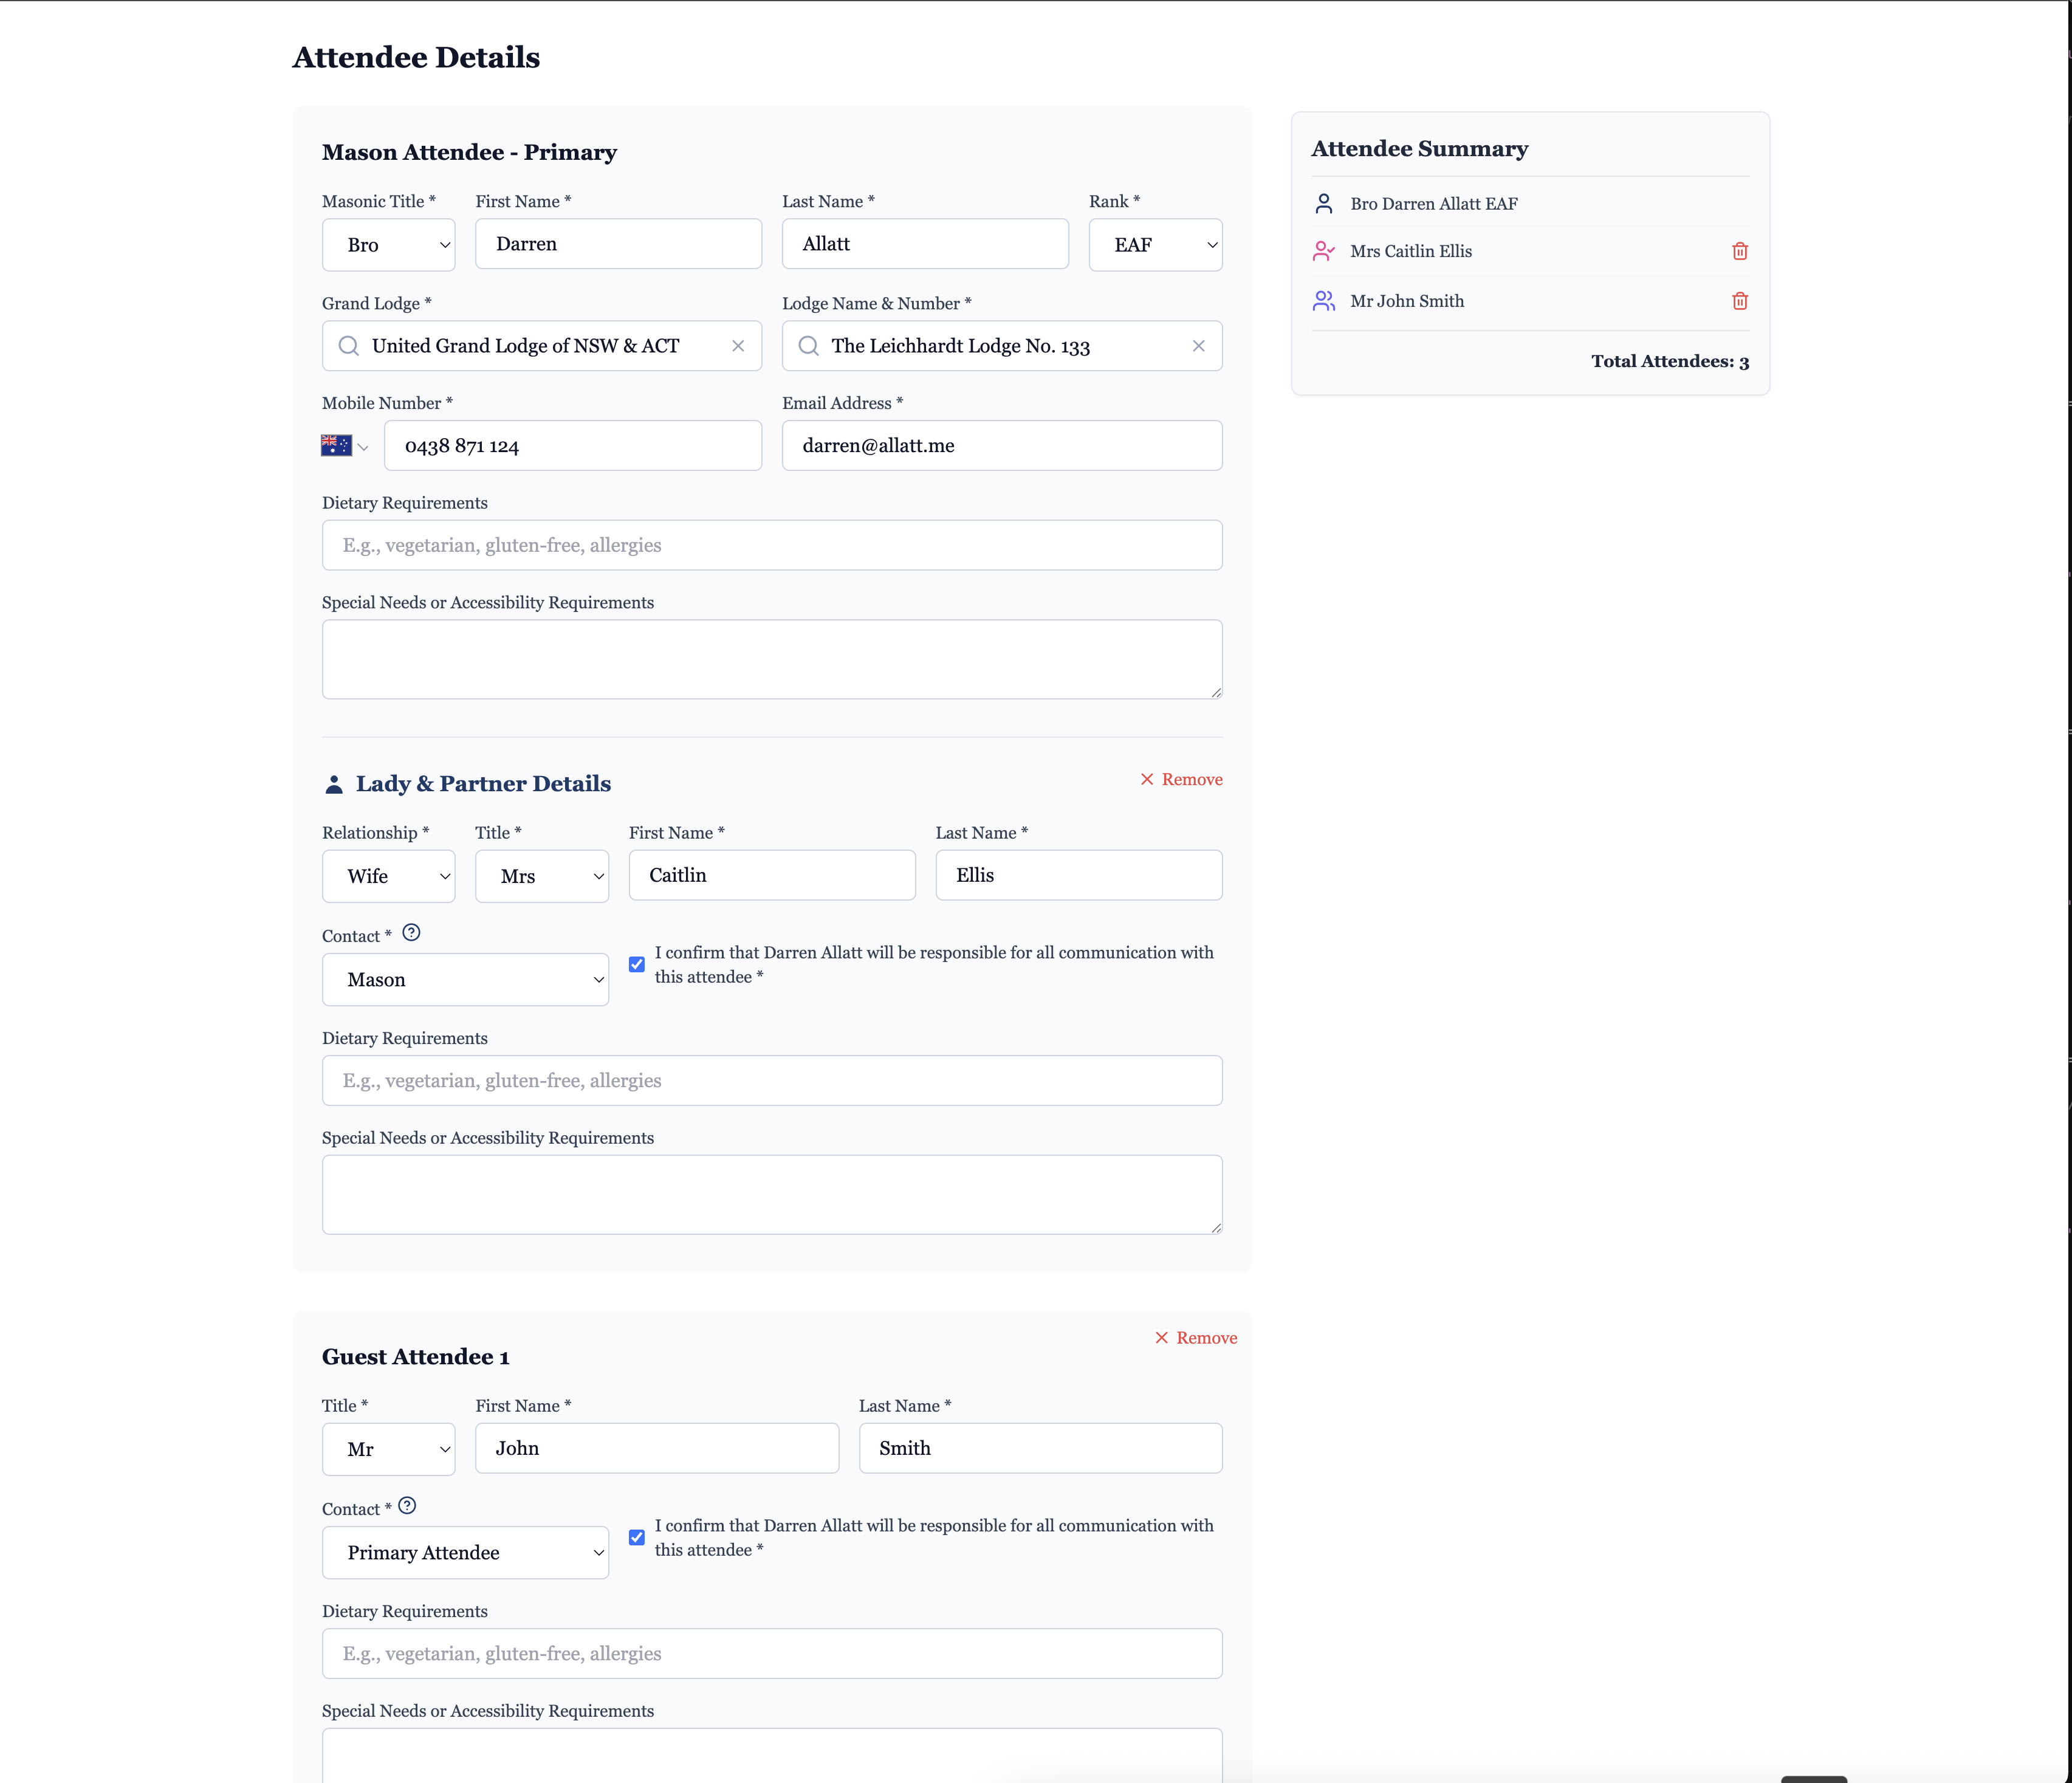 Attendee Details
Mason Attendee - Primary
Masonic Title *
First Name *
Last Name *
Rank *
Bro
Darren
Allatt
EAF
Grand Lodge *
Lodge Name & Number *
United Grand Lodge of NSW & ACT
The Leichhardt Lodge No. 133
Mobile Number *
Email Address *
0438 871 124
darren@allatt.me
Dietary Requirements
E.g., vegetarian, gluten-free, allergies
Special Needs or Accessibility Requirements
Lady & Partner Details
Remove
Relationship *
Title *
First Name *
Last Name *
Wife
Mrs
Caitlin
Ellis
Contact *
Mason
I confirm that Darren Allatt will be responsible for all communication with
this attendee *
Dietary Requirements
E.g., vegetarian, gluten-free, allergies
Special Needs or Accessibility Requirements
Remove
Guest Attendee 1
Title *
First Name *
Last Name *
Mr
John
Smith
Contact *
Primary Attendee
I confirm that Darren Allatt will be responsible for all communication with
this attendee *
Dietary Requirements
E.g., vegetarian, gluten-free, allergies
Special Needs or Accessibility Requirements
Attendee Summary
Bro Darren Allatt EAF
Mrs Caitlin Ellis
Mr John Smith
Total Attendees: 3